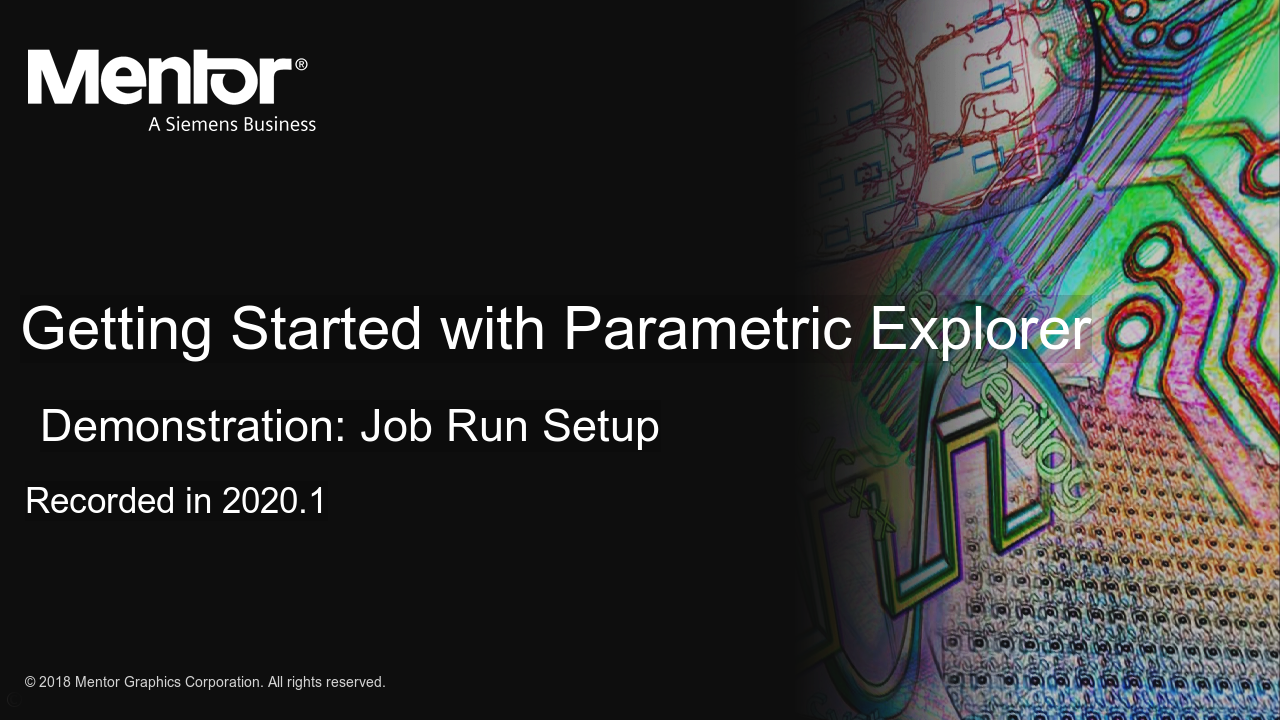 Mentor®
A Siemens Business
Getting Started with Parametric Explorer
Demonstration: Job Run Setup
Recorded in 2020.1
Verilog
© 2018 Mentor Graphics Corporation. All rights reserved.